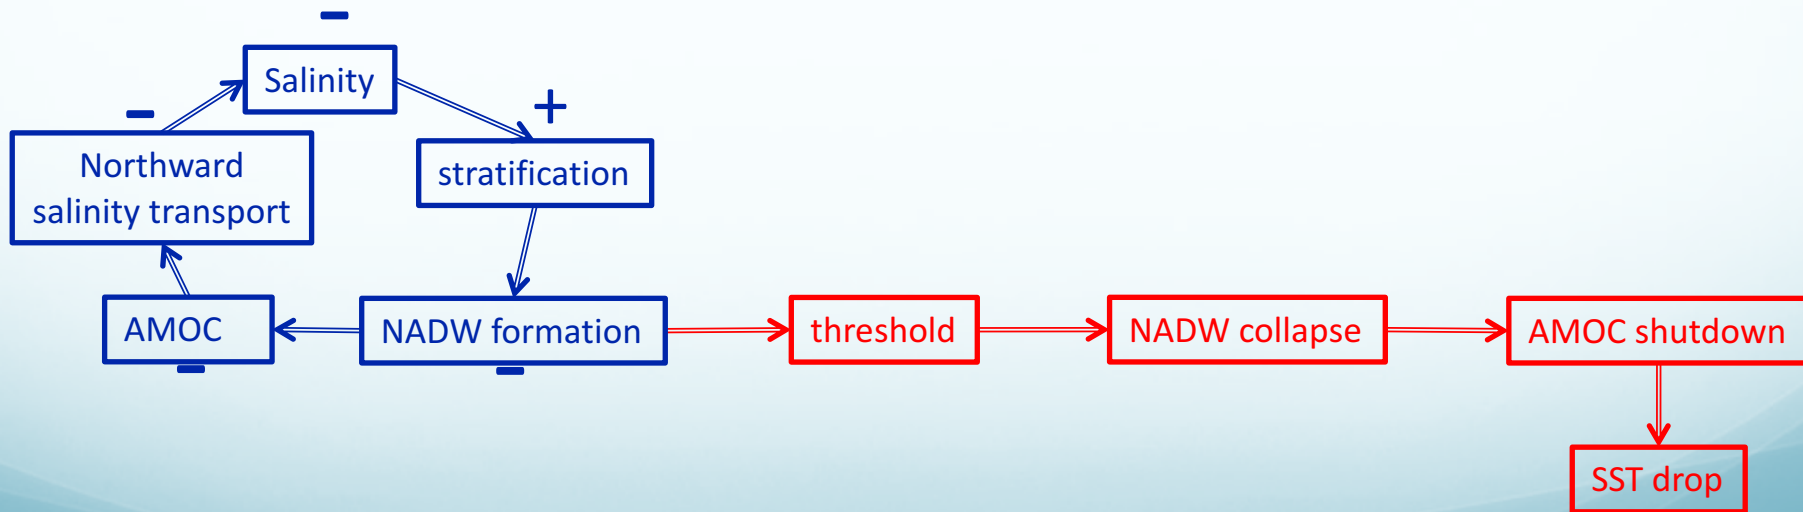 -
Salinity
-
+
Northward
salinity transport
stratification
AMOC
-
NADW formation
-
threshold
NADW collapse
AMOC shutdown
SST drop